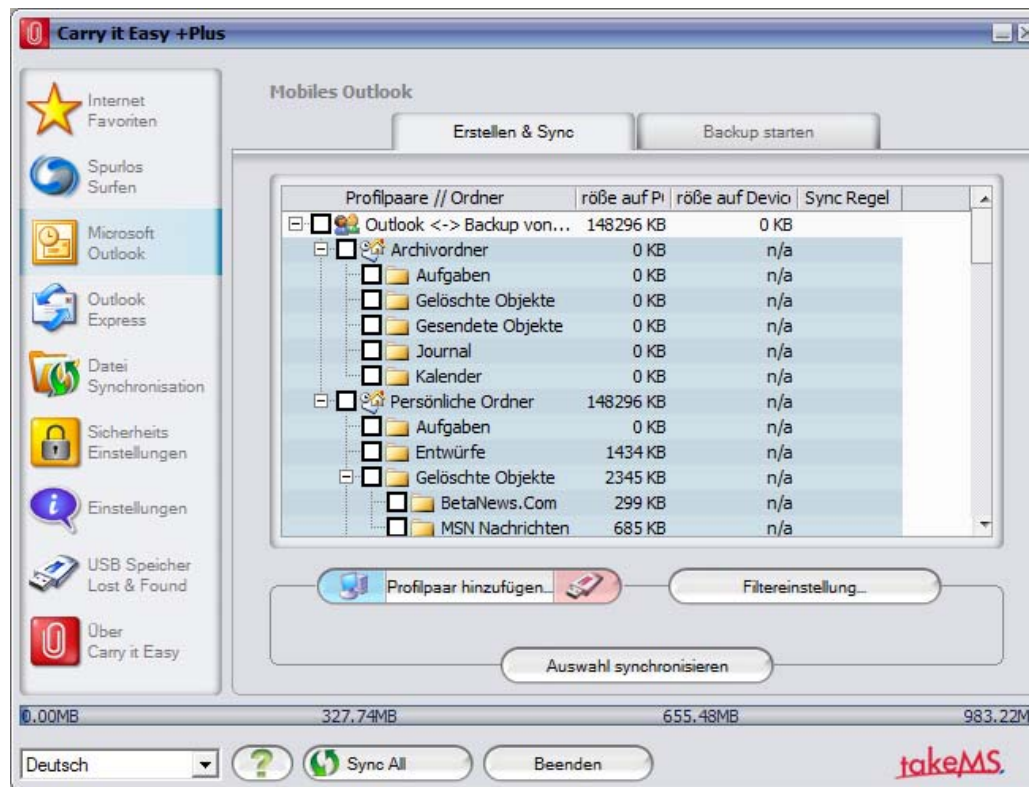 Carry it Easy +Plus
Internet
Favoriten
Spurlos
Surfen
Microsoft
Outlook
Outlook
Express
Datei
Synchronisation
Sicherheits
Einstellungen
Einstellungen
USB Speicher
Lost & Found
Über
Carry it Easy
Mobiles Outlook
Erstellen & Sync Backup starten
Profilpaare // Ordner röße auf P röße auf Devic Sync Regel
Outlook <-> Backup von... 148296 KB 0 KB
Archivordner 0 KB n/a
Aufgaben 0 KB n/a
Gelöschte Objekte 0 KB n/a
Gesendete Objekte 0 KB n/a
Journal 0 KB n/a
Kalender 0 KB n/a
Persönliche Ordner 148296 KB n/a
Aufgaben 0 KB n/a
Entwürfe 1434 KB n/a
Gelöschte Objekte 2345 KB n/a
BetaNews.Com 299 KB n/a
MSN Nachrichten 685 KB n/a
Profilpaar hinzufügen... Filtereinstellung...
Auswahl synchronisieren
0.00MB 327.74MB 655.48MB 983.22M
Deutsch ? Sync All Beenden takeMS